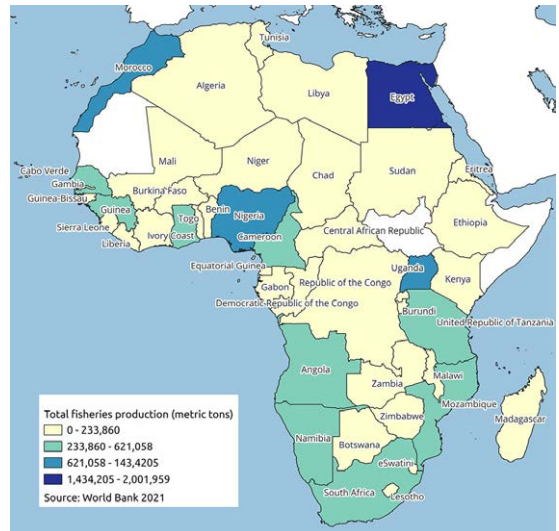 Tunisia
Morocco
Algeria
Libya
Egypt
Cabo Verde
Mali
Niger
Chad
Sudan
Eritrea
Gambia
Guinea-Bissau
Burkina Faso
Guinea
Benin
Togo
Nigeria
Ethiopia
Sierra Leone
Ivory Coast
Central African Republic
Liberia
Cameroon
Equatorial Guinea
Uganda
Kenya
Gabon
Republic of the Congo
Democratic Republic of the Congo
Burundi
United Republic of Tanzania
Angola
Malawi
Zambia
Mozambique
Zimbabwe
Madagascar
Namibia
Botswana
eSwatini
South Africa
Lesotho
Total fisheries production (metric tons)
0 - 233,860
233,860 - 621,058
621,058 - 143,4205
1,434,205 - 2,001,959
Source: World Bank 2021